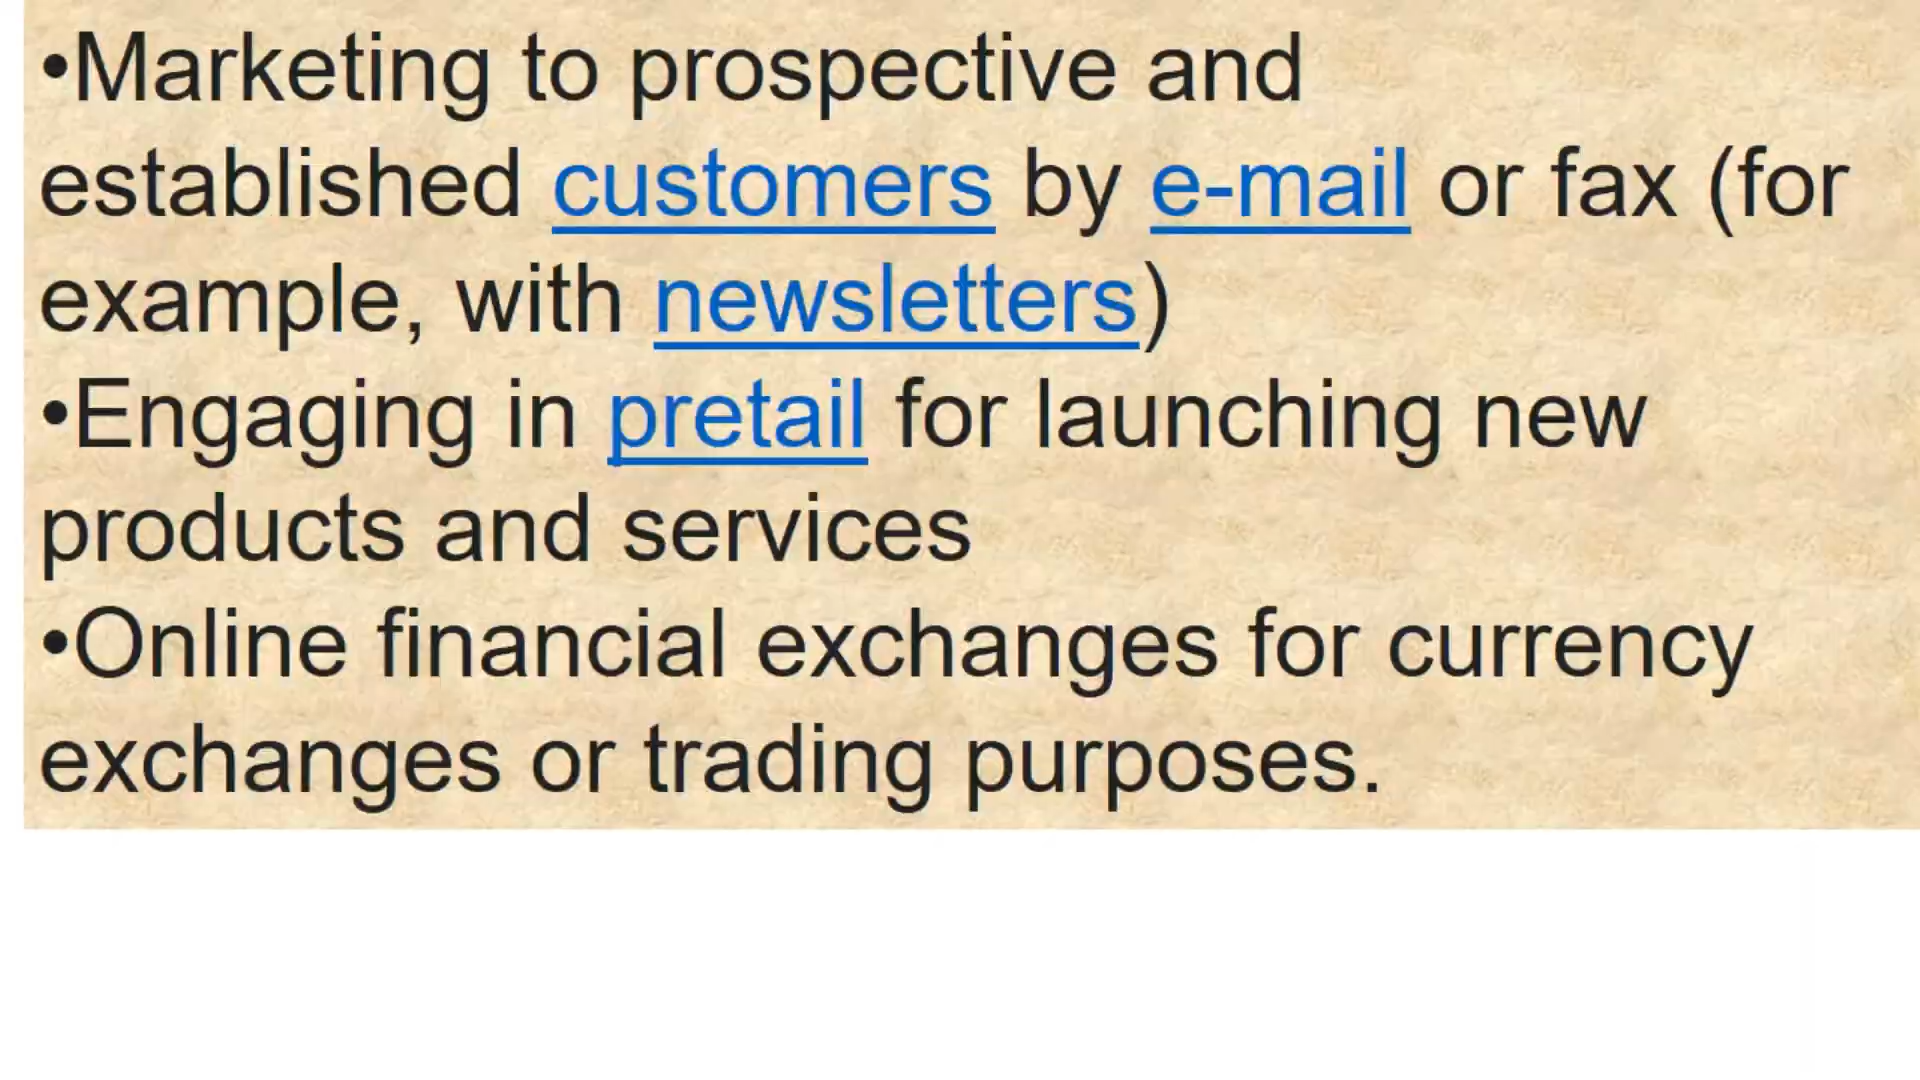 •Marketing to prospective and
established customers by e-mail or fax (for
example, with newsletters)
•Engaging in pretail for launching new
products and services
•Online financial exchanges for currency
exchanges or trading purposes.